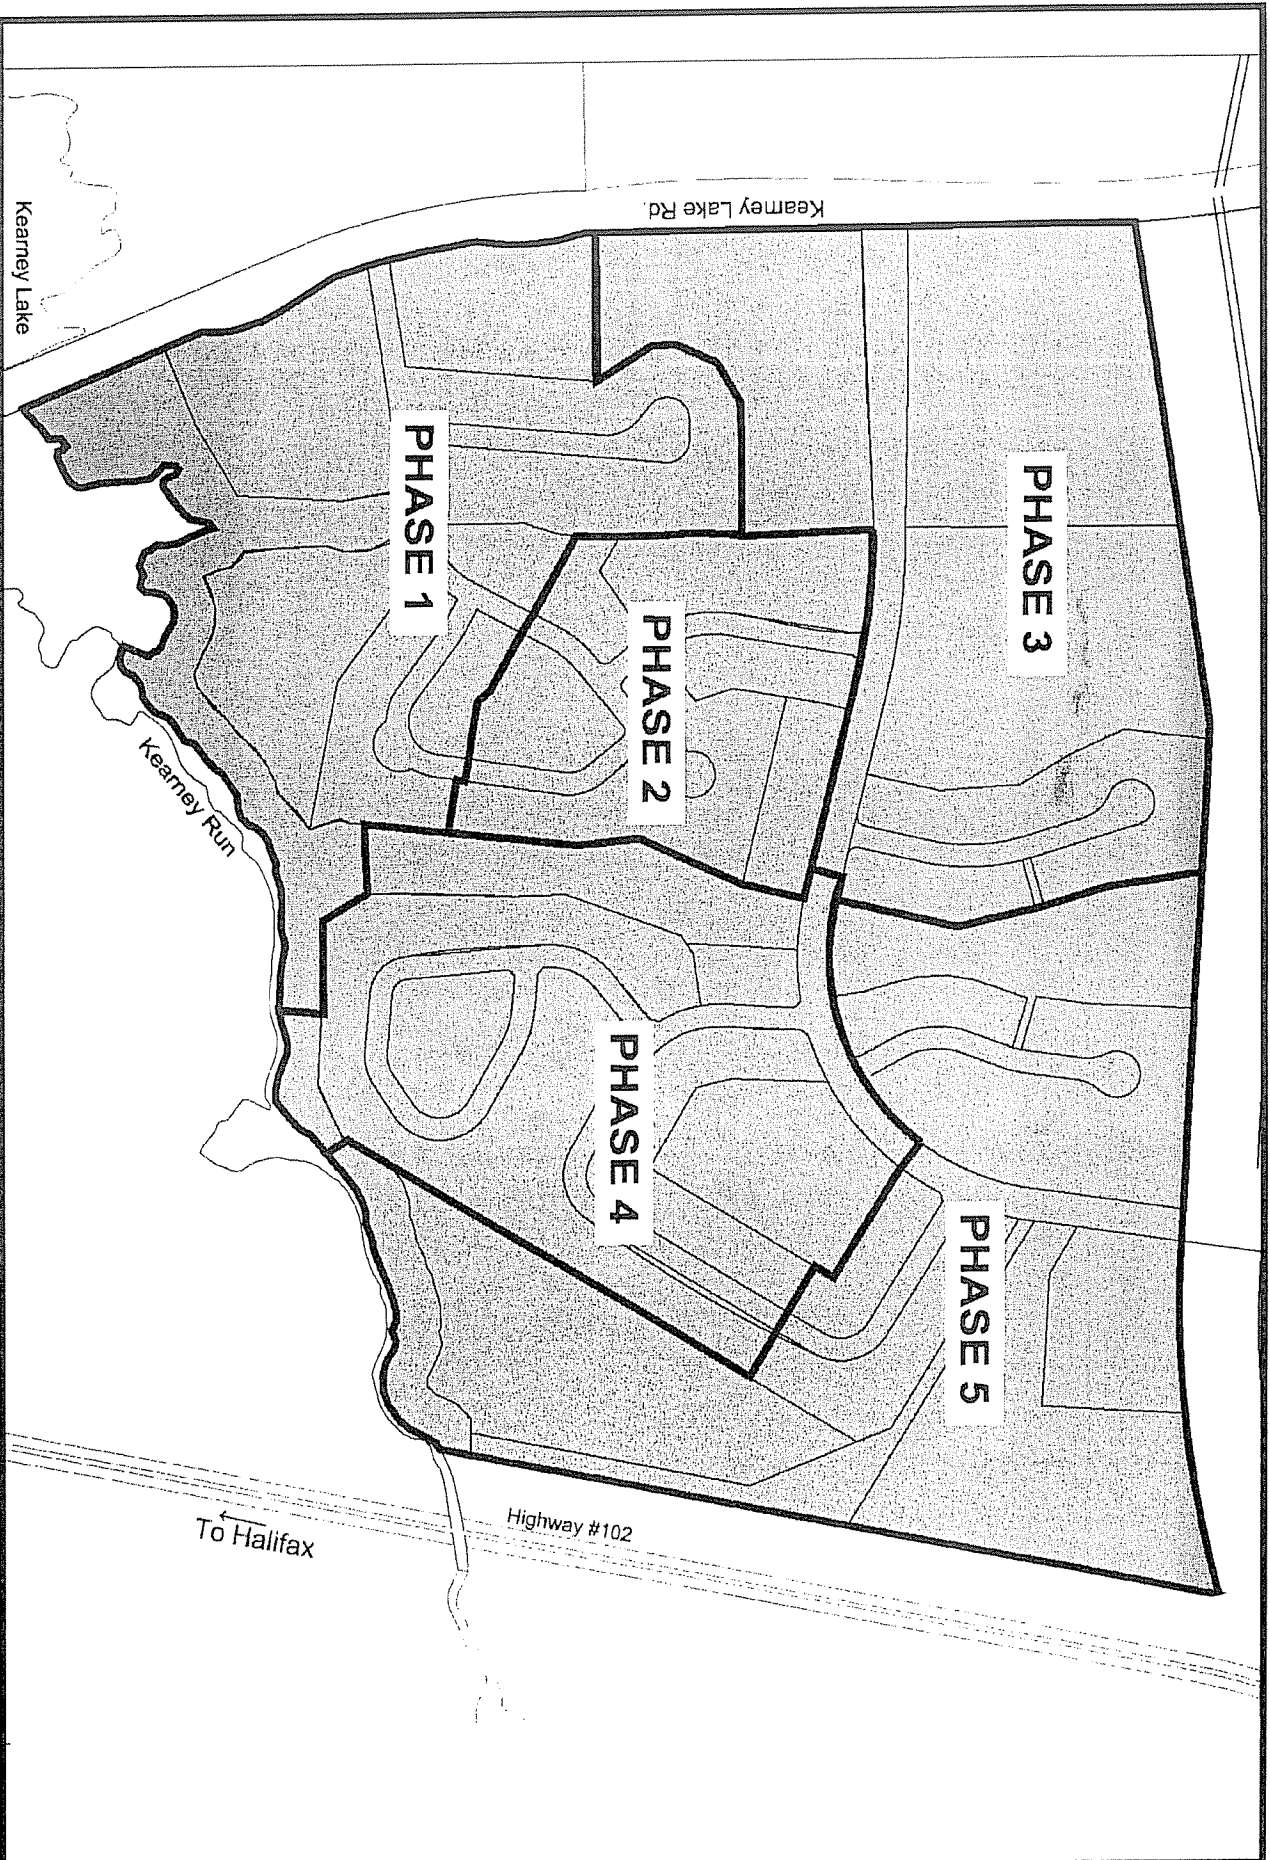 Kearney Lake Rd.
Kearney Lake
PHASE 3
PHASE 1
PHASE 2
Kearney Run
PHASE 4
PHASE 5
Highway #102
To Halifax